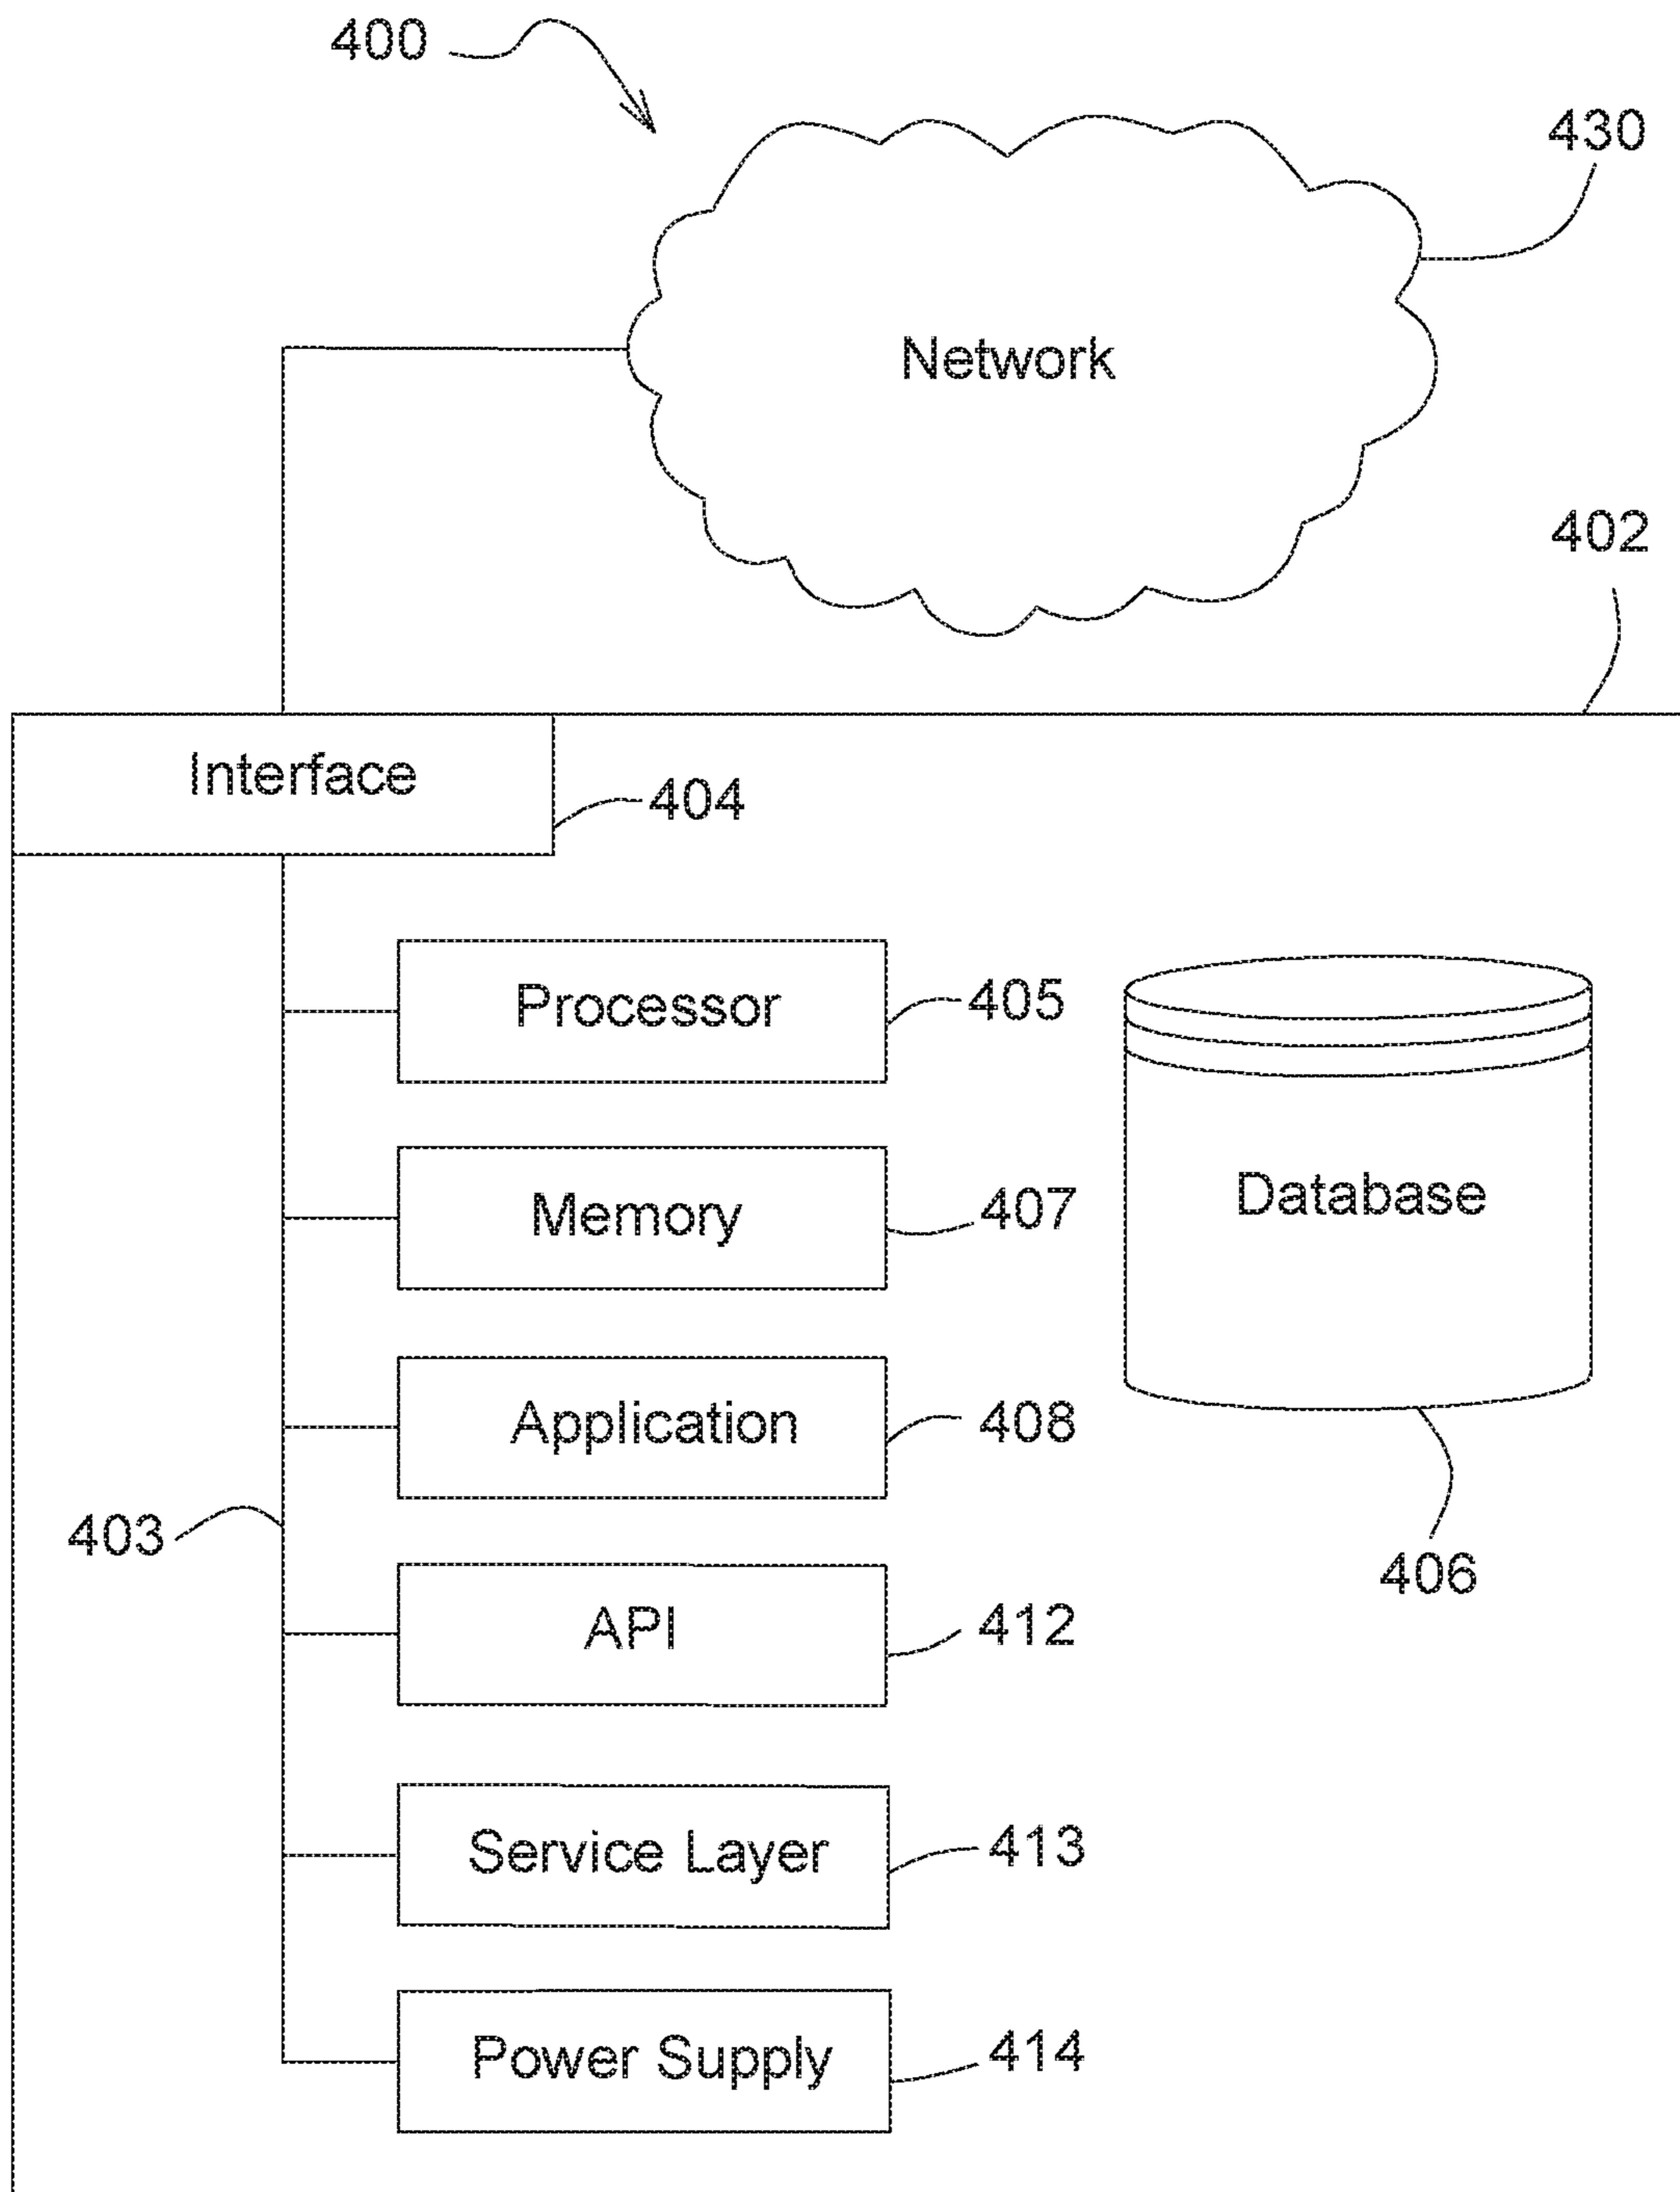 400
430
Network
402
Interface
404
Processor
405
Memory
407
Database
Application
408
403
406
API
412
Service Layer
413
Power Supply
414